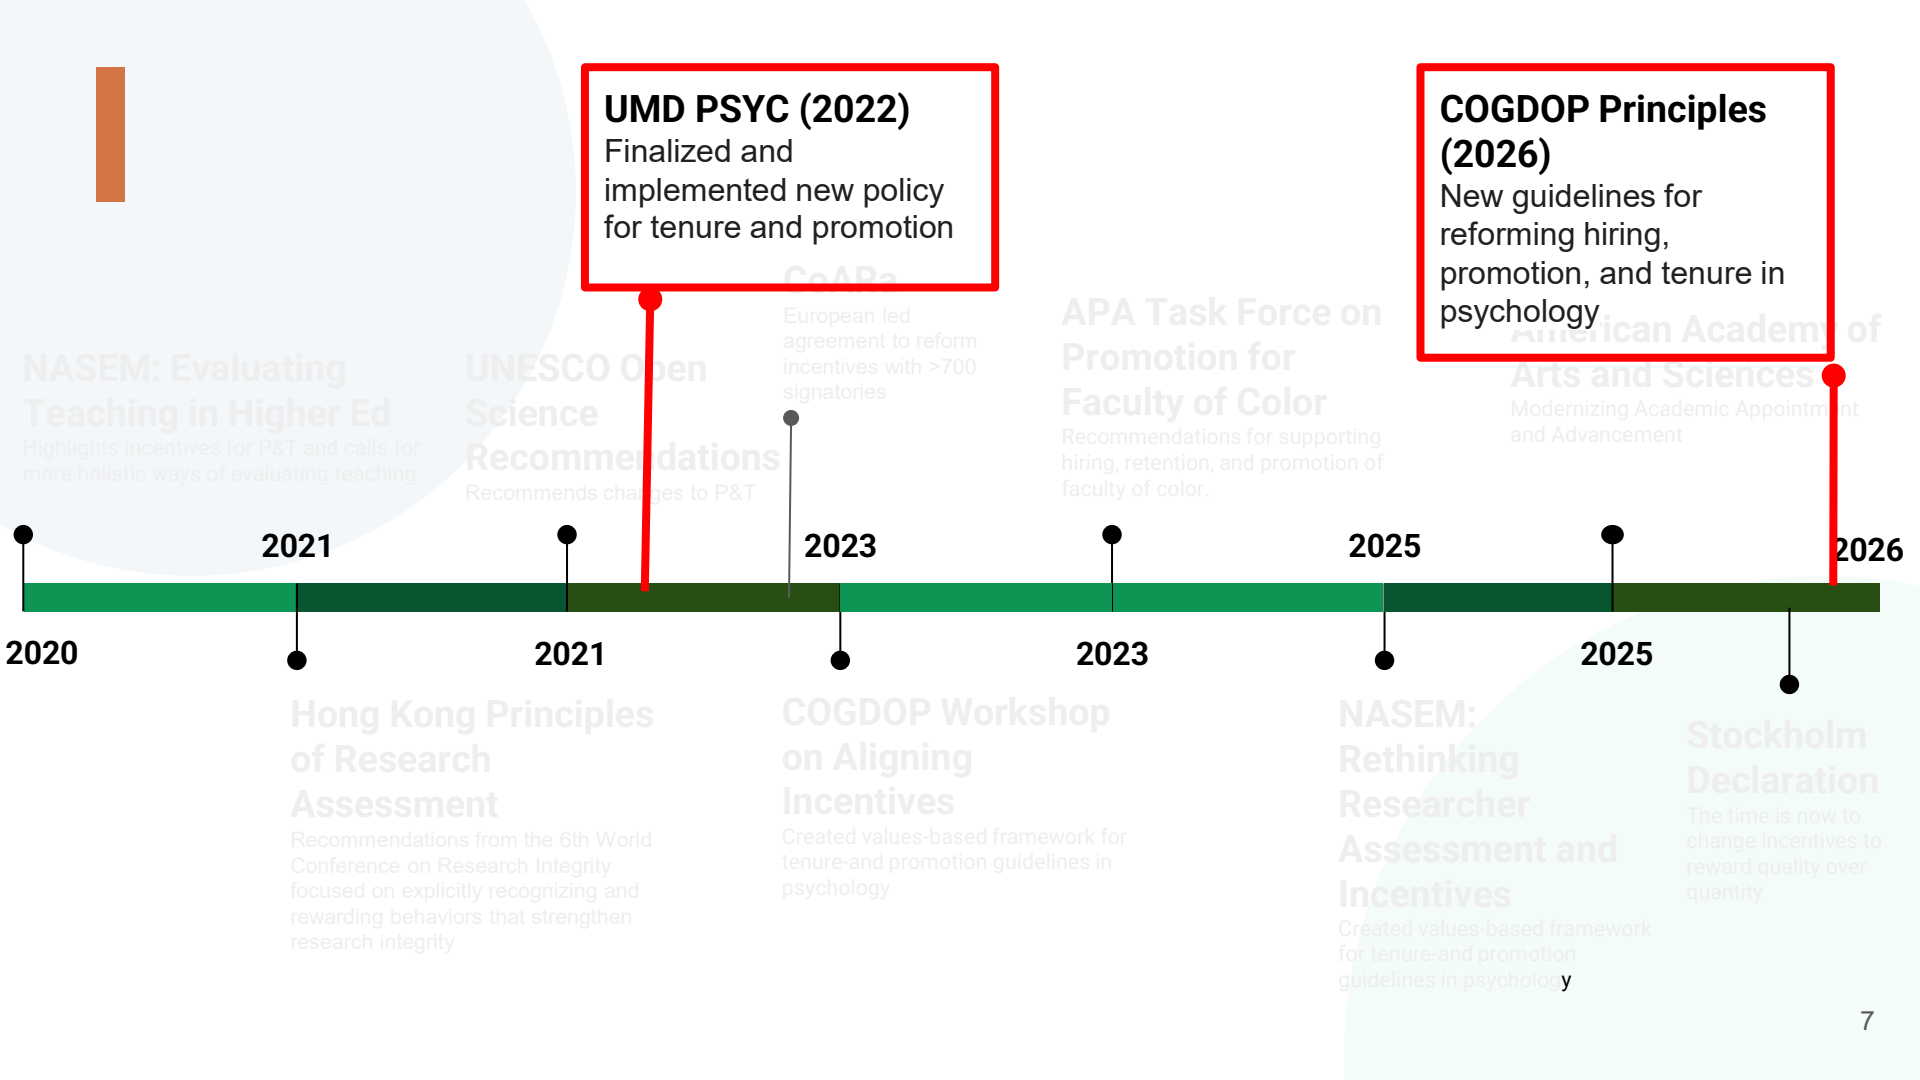 UMD PSYC (2022)
Finalized and
implemented new policy
for tenure and promotion
COGDOP Principles
(2026)
New guidelines for
reforming hiring,
promotion, and tenure in
psychology
NASEM: Evaluating
Teaching in Higher Ed
Highlights incentives for P&T and calls for
more holistic ways of evaluating teaching
UNESCO Open
Science
Recommendations
Recommends changes to P&T
CoARa
European led
agreement to reform
incentives with >700
signatories
APA Task Force on
Promotion for
Faculty of Color
Recommendations for supporting
hiring, retention, and promotion of
faculty of color.
American Academy of
Arts and Sciences
Modernizing Academic Appointment
and Advancement
2021
2023
2025
2026
2020
2021
2023
2025
Hong Kong Principles
of Research
Assessment
Recommendations from the 6th World
Conference on Research Integrity
focused on explicitly recognizing and
rewarding behaviors that strengthen
research integrity
COGDOP Workshop
on Aligning
Incentives
Created values-based framework for
tenure-and promotion guidelines in
psychology
NASEM:
Rethinking
Researcher
Assessment and
Incentives
Created values-based framework
for tenure-and promotion
guidelines in psychology
Stockholm
Declaration
The time is now to
change incentives to
reward quality over
quantity
7